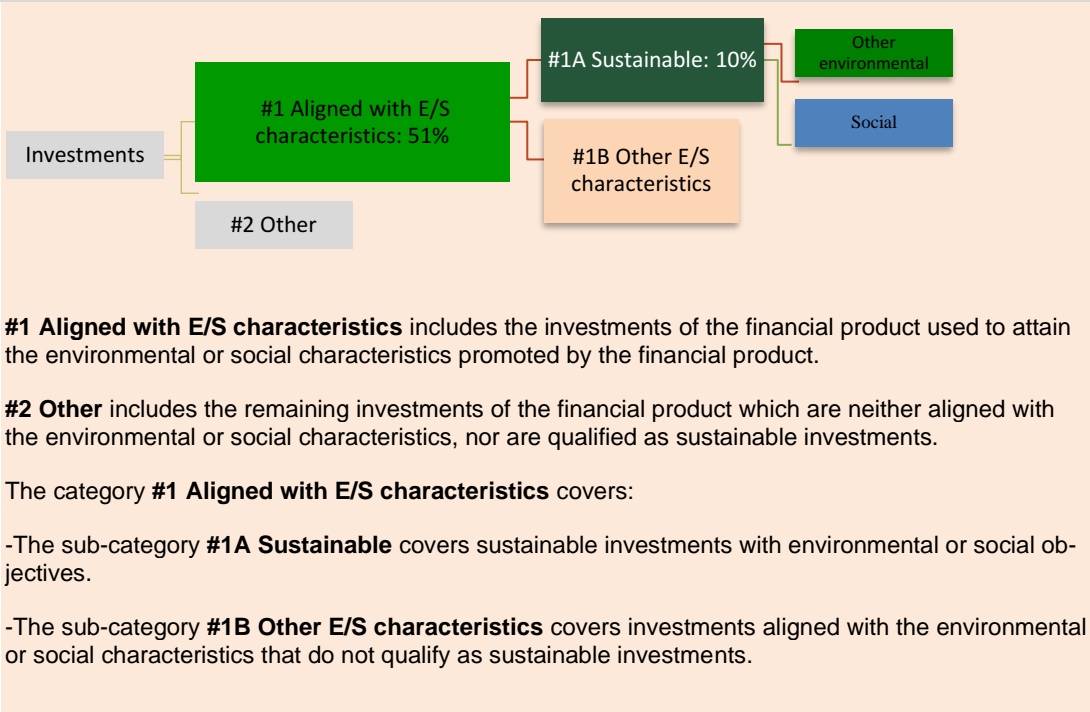 Investments
#1 Aligned with E/S
characteristics: 51%
#2 Other
#1A Sustainable: 10%
#1B Other E/S
characteristics
Other
environmental
Social
#1 Aligned with E/S characteristics includes the investments of the financial product used to attain
the environmental or social characteristics promoted by the financial product.
#2 Other includes the remaining investments of the financial product which are neither aligned with
the environmental or social characteristics, nor are qualified as sustainable investments.
The category #1 Aligned with E/S characteristics covers:
-The sub-category #1A Sustainable covers sustainable investments with environmental or social ob-
jectives.
-The sub-category #1B Other E/S characteristics covers investments aligned with the environmental
or social characteristics that do not qualify as sustainable investments.